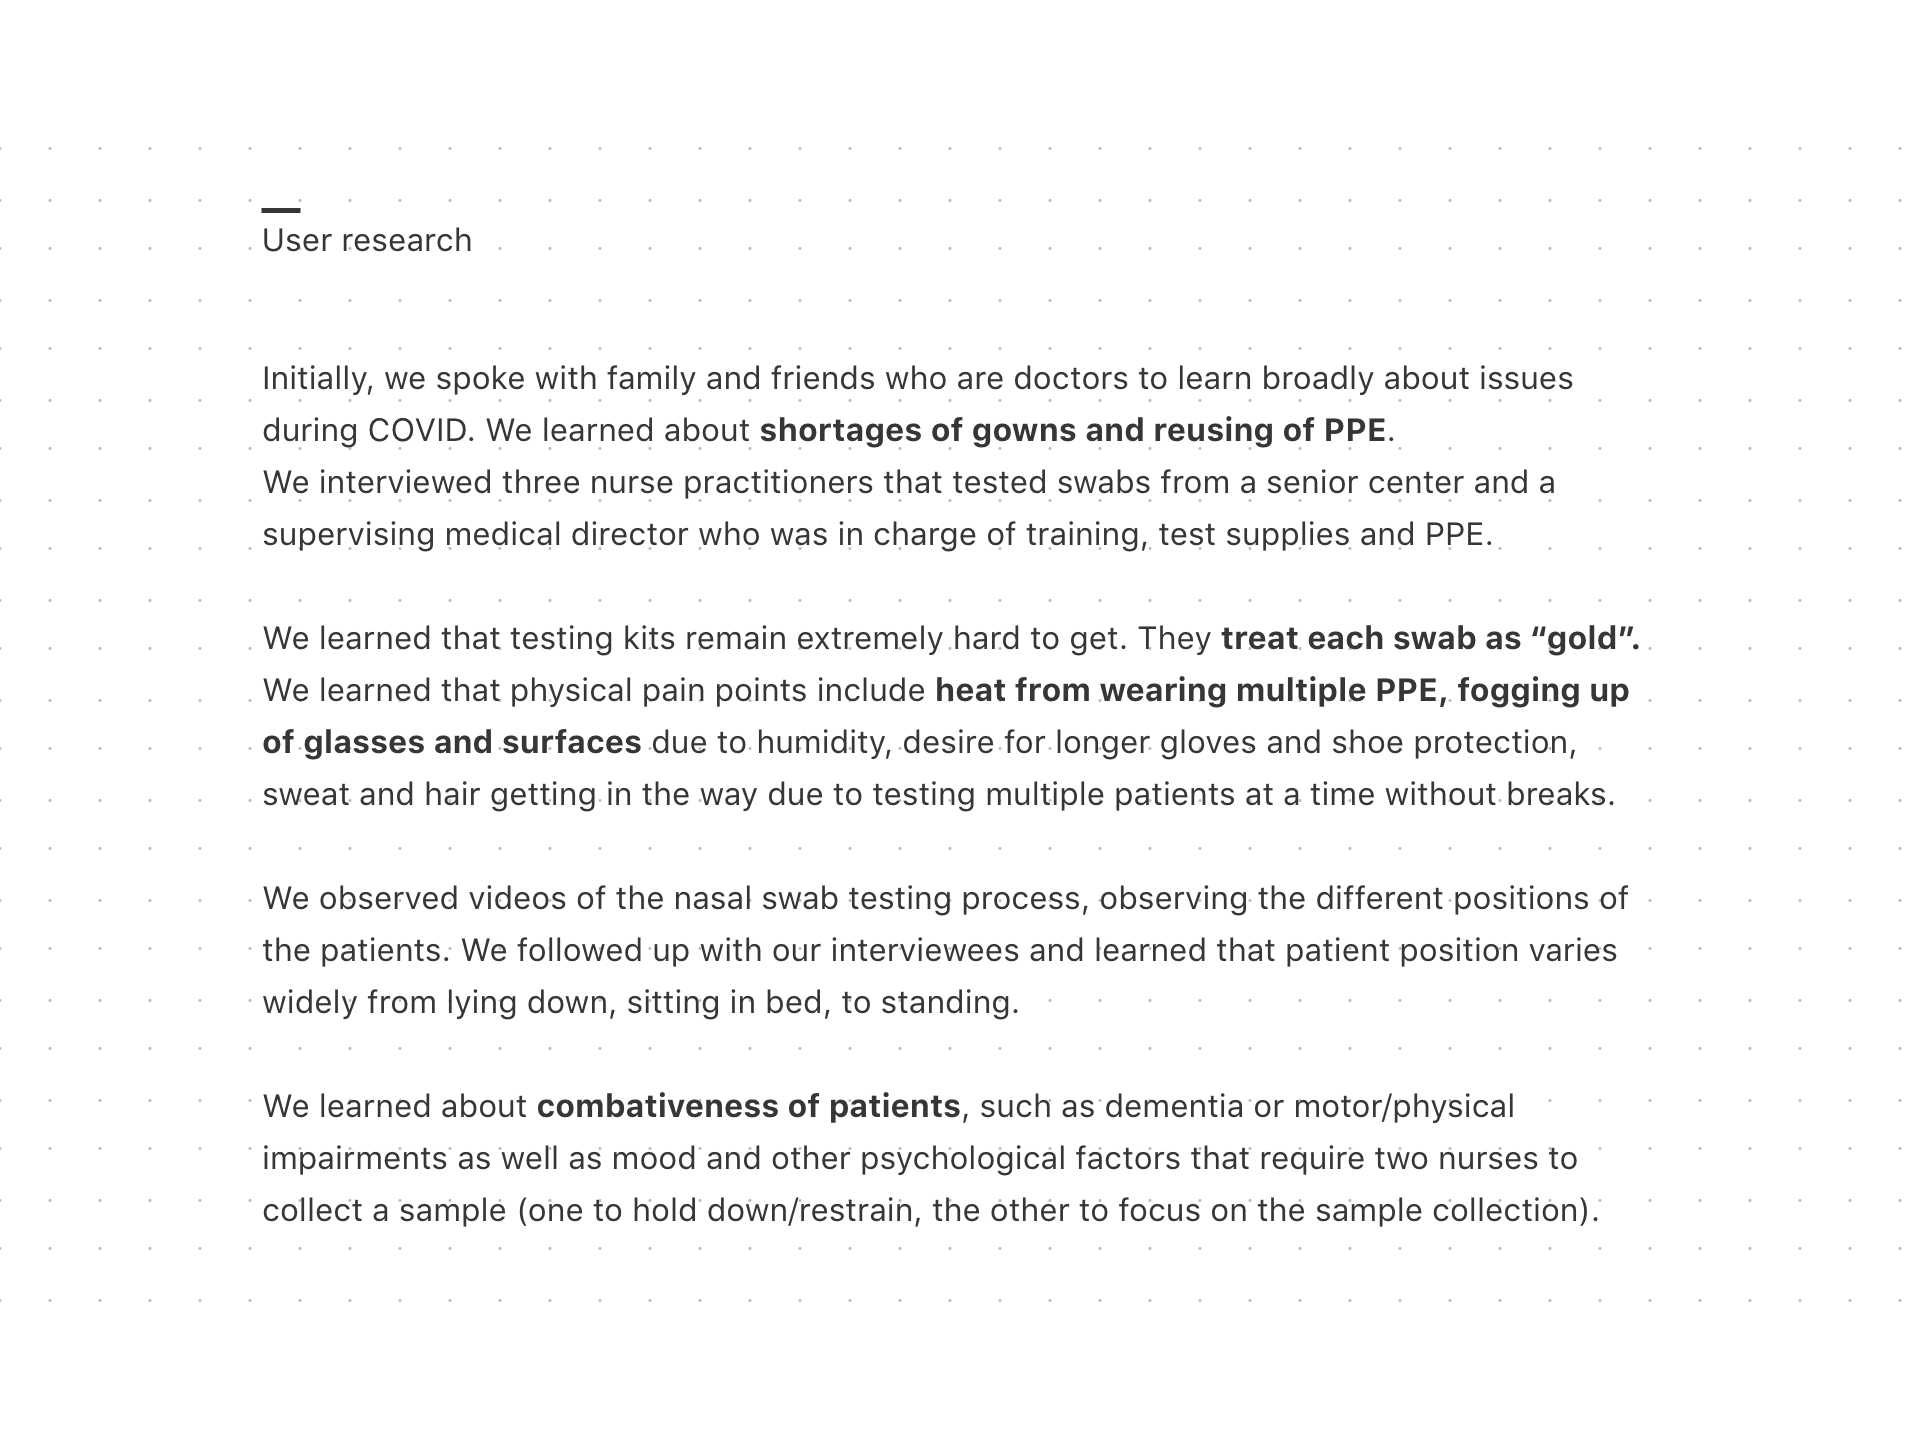 User research
Initially, we spoke with family and friends who are doctors to learn broadly about issues
during COVID. We learned about shortages of gowns and reusing of PPE.
We interviewed three nurse practitioners that tested swabs from a senior center and a
supervising medical director who was in charge of training, test supplies and PPE.
We learned that testing kits remain extremely hard to get. They treat each swab as “gold”.
We learned that physical pain points include heat from wearing multiple PPE, fogging up
of glasses and surfaces due to humidity, desire for longer gloves and shoe protection,
sweat and hair getting in the way due to testing multiple patients at a time without breaks.
We observed videos of the nasal swab testing process, observing the different positions of
the patients. We followed up with our interviewees and learned that patient position varies
widely from lying down, sitting in bed, to standing.
We learned about combativeness of patients, such as dementia or motor/physical
impairments as well as mood and other psychological factors that require two nurses to
collect a sample (one to hold down/restrain, the other to focus on the sample collection).